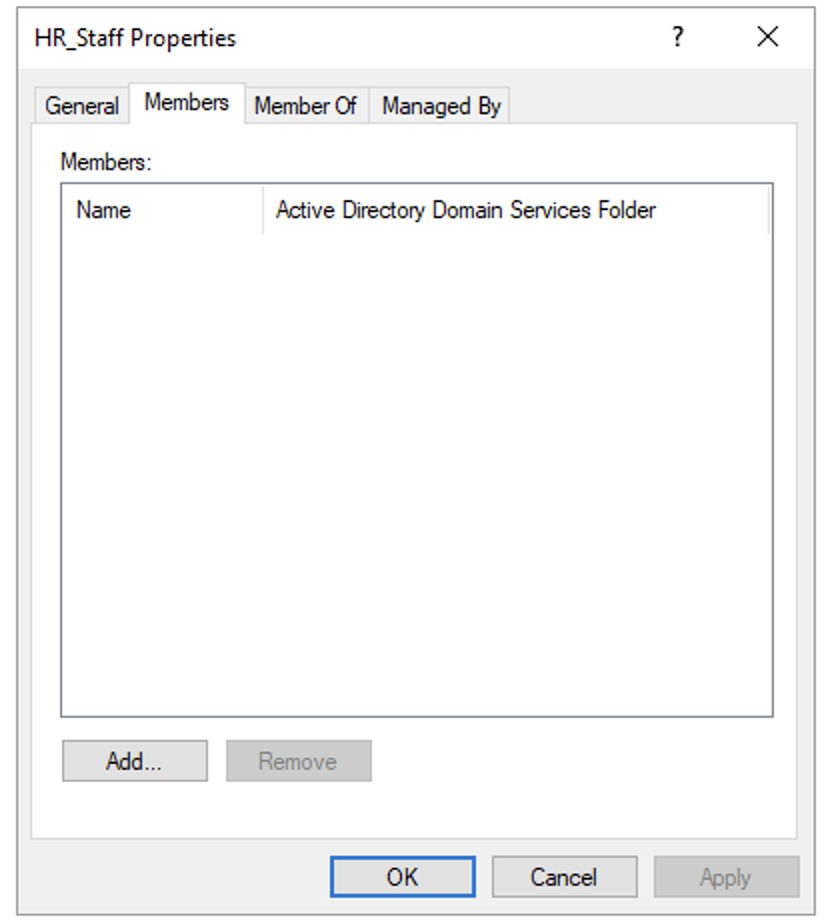 HR_Staff Properties ?
General Members Member Of Managed By
Members:
Name Active Directory Domain Services Folder
Add... Remove
OK Cancel Apply